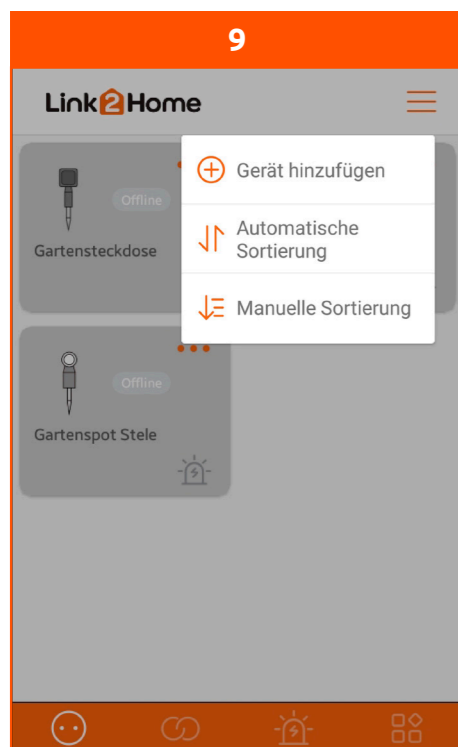 9
Link2Home
Gerät hinzufügen
Offline
Automatische
Sortierung
Gartensteckdose
Manuelle Sortierung
Offline
Gartenspot Stele